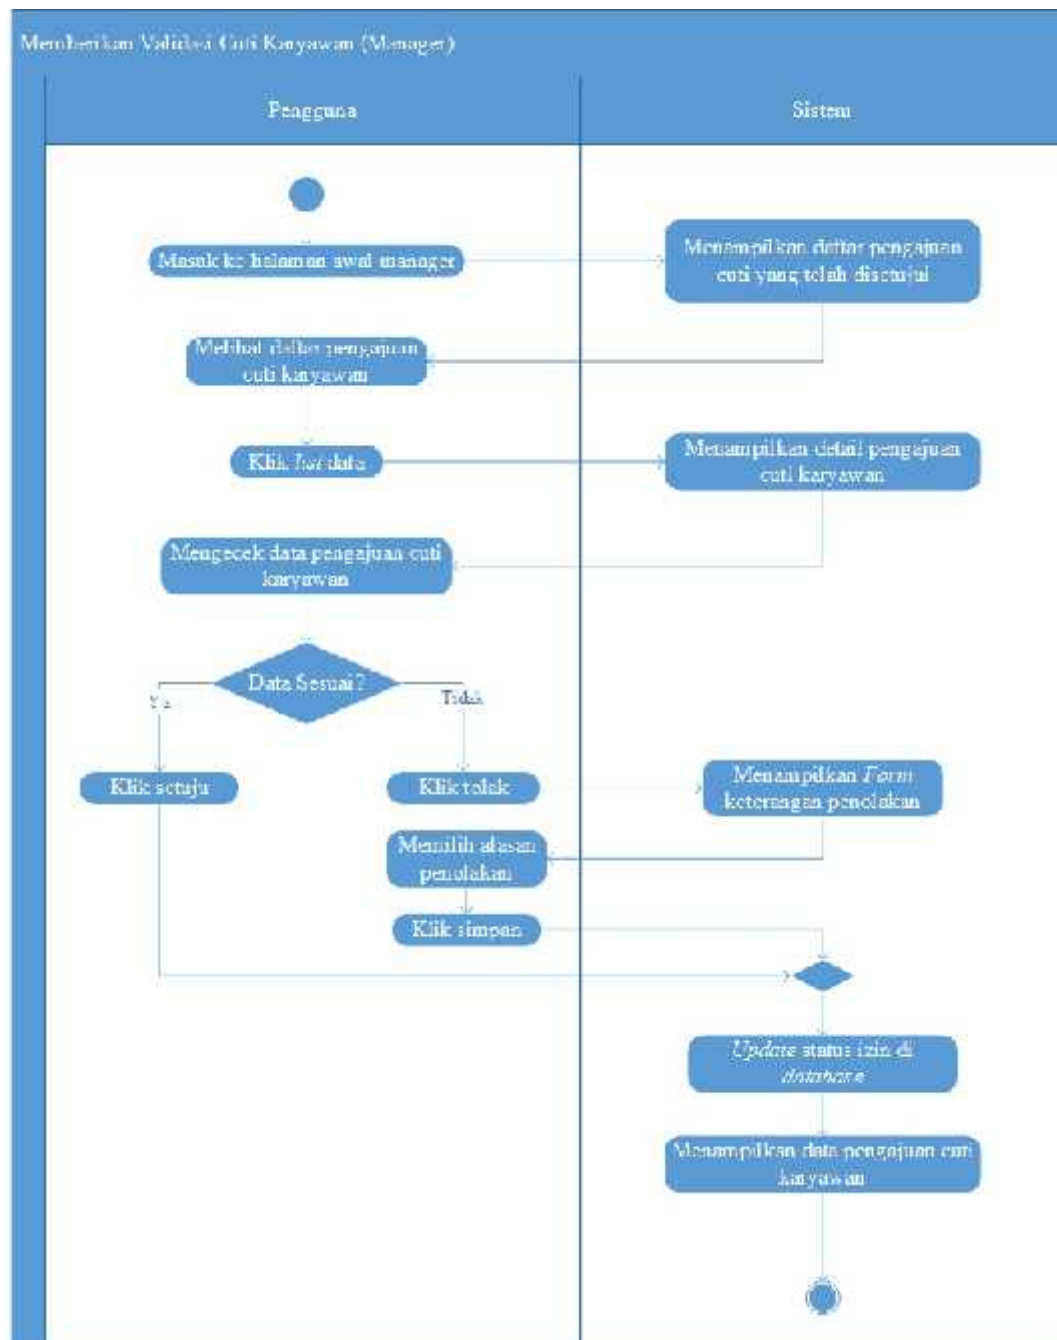 Memberikan Validasi Cuti Karyawan (Manager)
Pengguna
Sistem
Masuk ke halaman awal manager
Menampilkan daftar pengajuan
cuti yang telah disetujui
Melihat daftar pengajuan
cuti karyawan
Klik list data
Menampilkan detail pengajuan
cuti karyawan
Mengecek data pengajuan cuti
karyawan
Data Sesuai?
Ya
Tidak
Klik setuju
Klik tolak
Menampilkan Form
keterangan penolakan
Memilih alasan
penolakan
Klik simpan
Update status izin di
database
Menampilkan data pengajuan cuti
karyawan